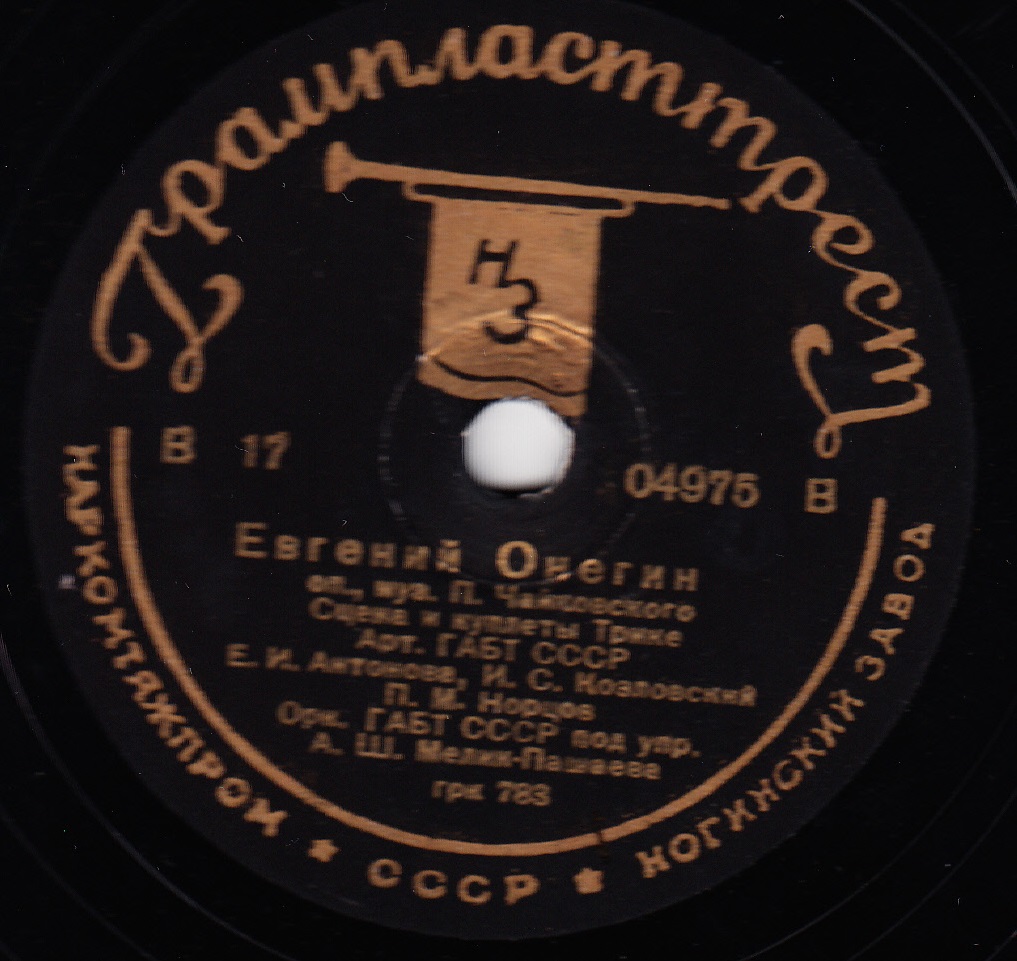 Грампласттрест
НЗ
В 17 04975 В
Евгений Онегин
оп., муз. П. Чайковского
Сцена и куплеты Трике
Арт. ГАБТ СССР
Е. И. Антонова, И. С. Козловский
П. М. Норцов
Орк. ГАБТ СССР под упр.
А. Ш. Мелик-Пашаева
грк 783
НАРКОМТЯЖПРОМ ★ СССР ★ НОГИНСКИЙ ЗАВОД